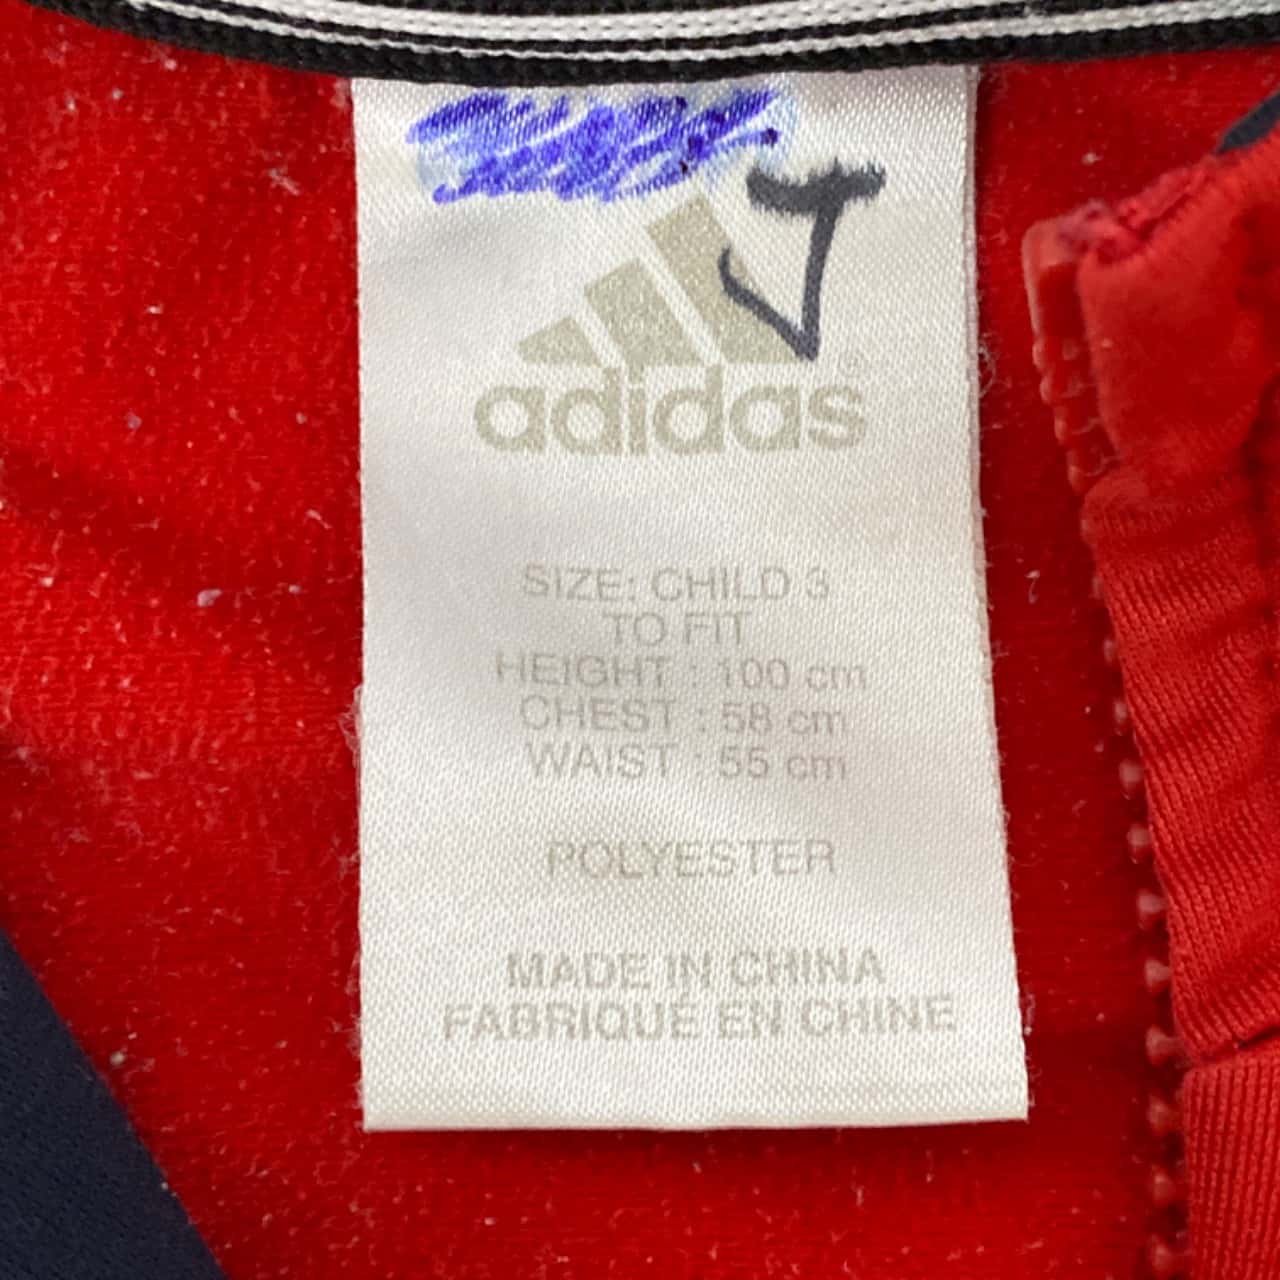 J
adidas®
SIZE: CHILD 3
TO FIT
HEIGHT : 100 cm
CHEST : 58 cm
WAIST : 55 cm
POLYESTER
MADE IN CHINA
FABRIQUÉ EN CHINE